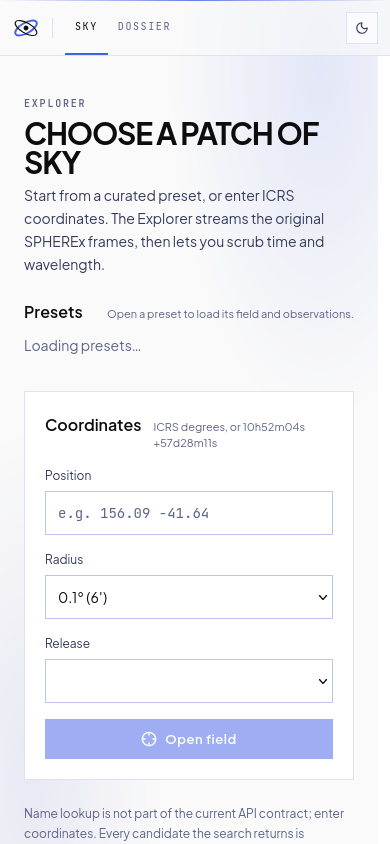 SKY
DOSSIER
EXPLORER
CHOOSE A PATCH OF
SKY
Start from a curated preset, or enter ICRS
coordinates. The Explorer streams the original
SPHEREx frames, then lets you scrub time and
wavelength.
Presets
Open a preset to load its field and observations.
Loading presets…
Coordinates
ICRS degrees, or 10h52m04s
+57d28m11s
Position
e.g. 156.09 -41.64
Radius
0.1° (6′)
Release
Open field
Name lookup is not part of the current API contract; enter
coordinates. Every candidate the search returns is